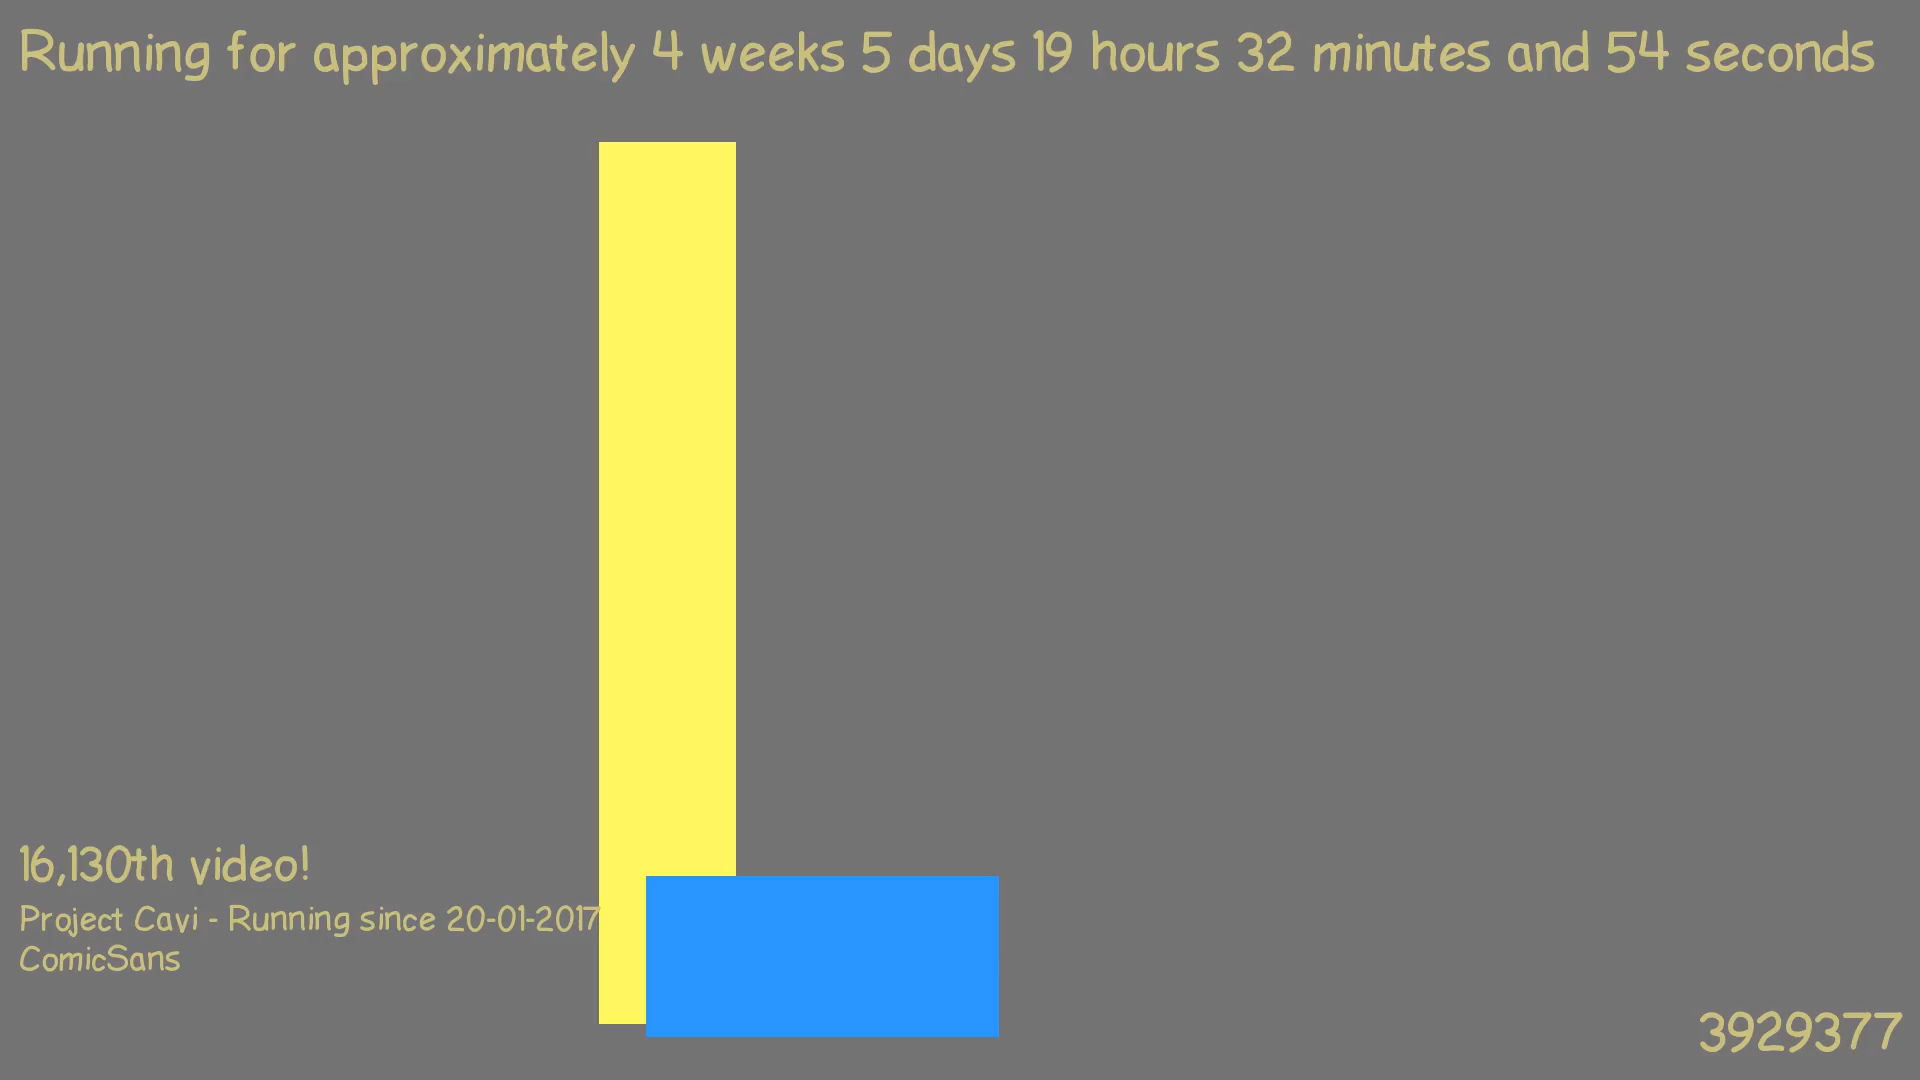 Running for approximately 4 weeks 5 days 19 hours 32 minutes and 54 seconds
16,130th video!
Project Cavi - Running since 20-01-2017
ComicSans
3929377